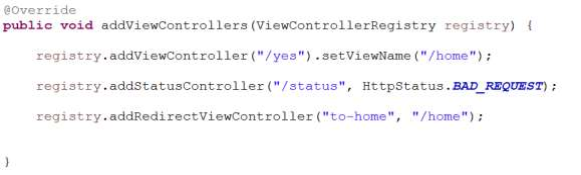 @Override
public void addViewControllers(ViewControllerRegistry registry) {
registry.addViewController("/yes").setViewName("/home");
registry.addStatusController("/status", HttpStatus.BAD_REQUEST);
registry.addRedirectViewController("to-home", "/home");
}